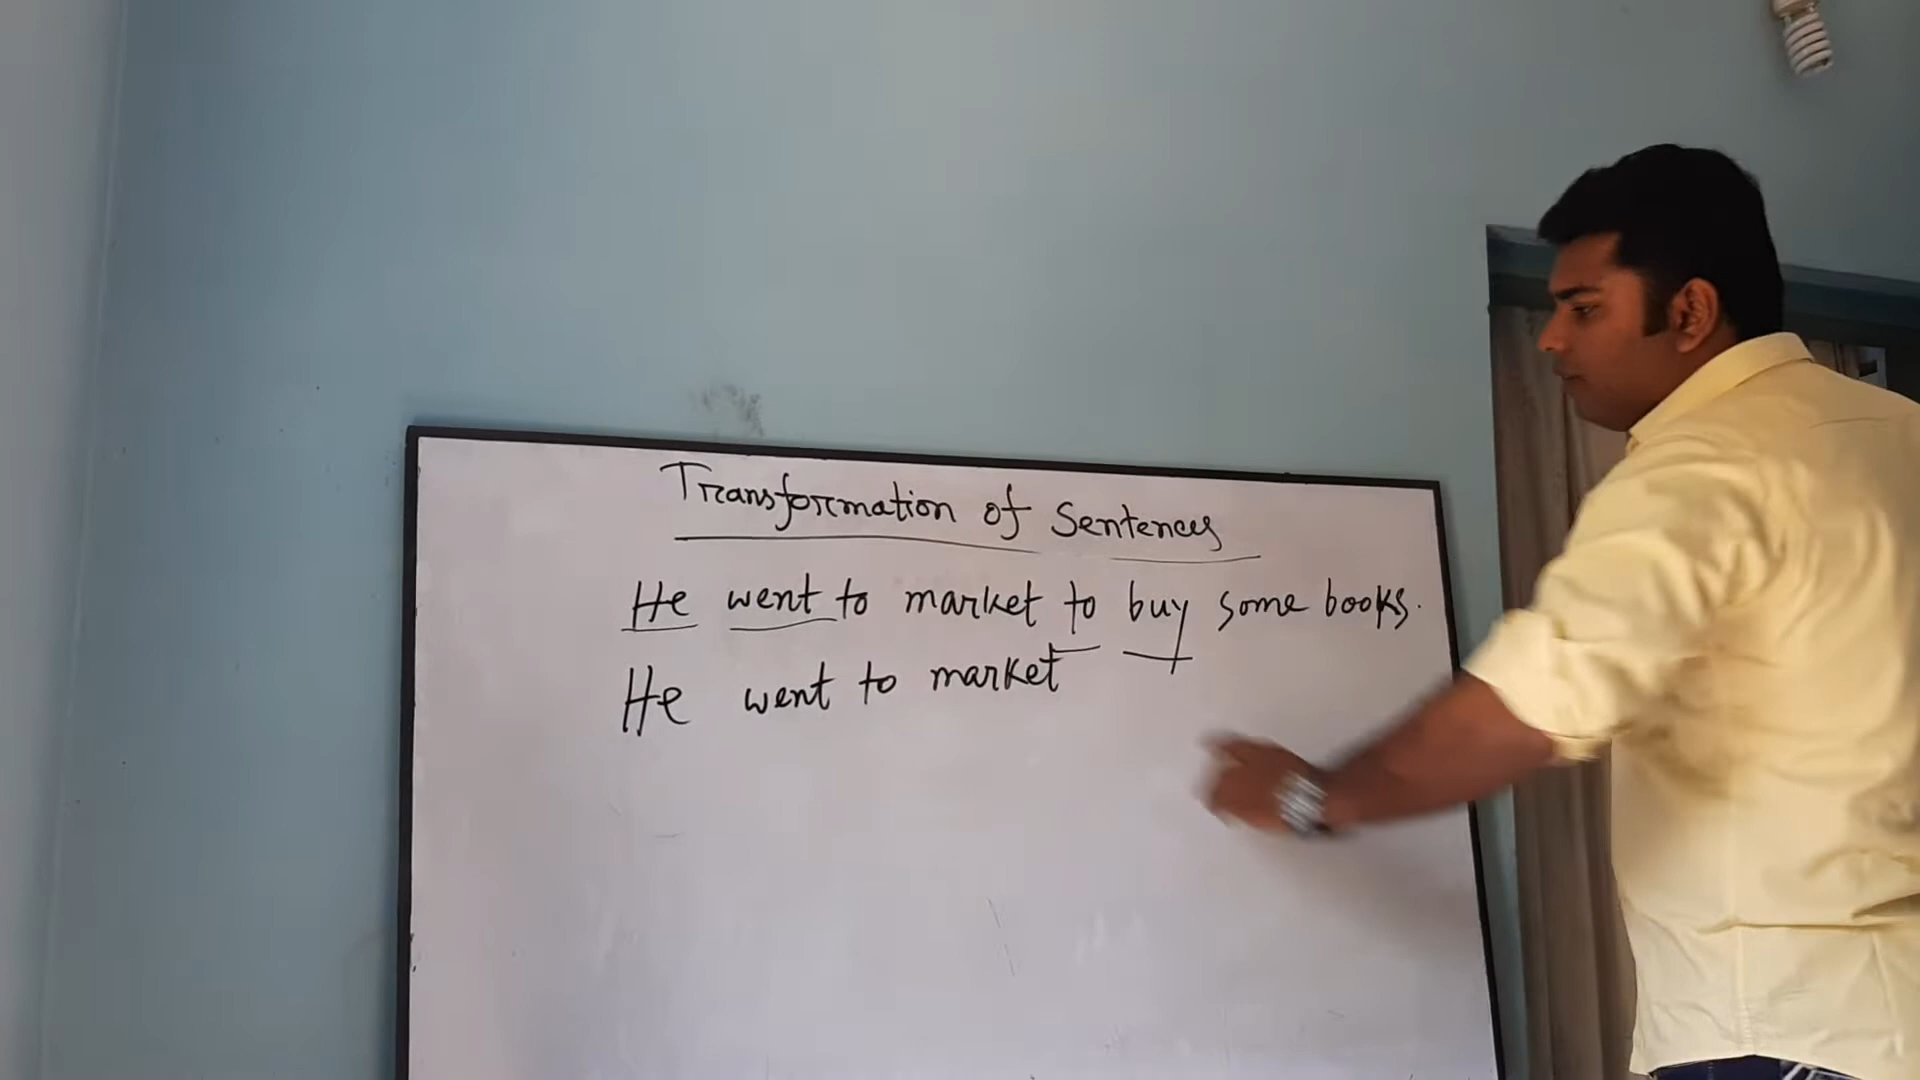 Transformation of Sentences
He went to market to buy some books.
He went to market